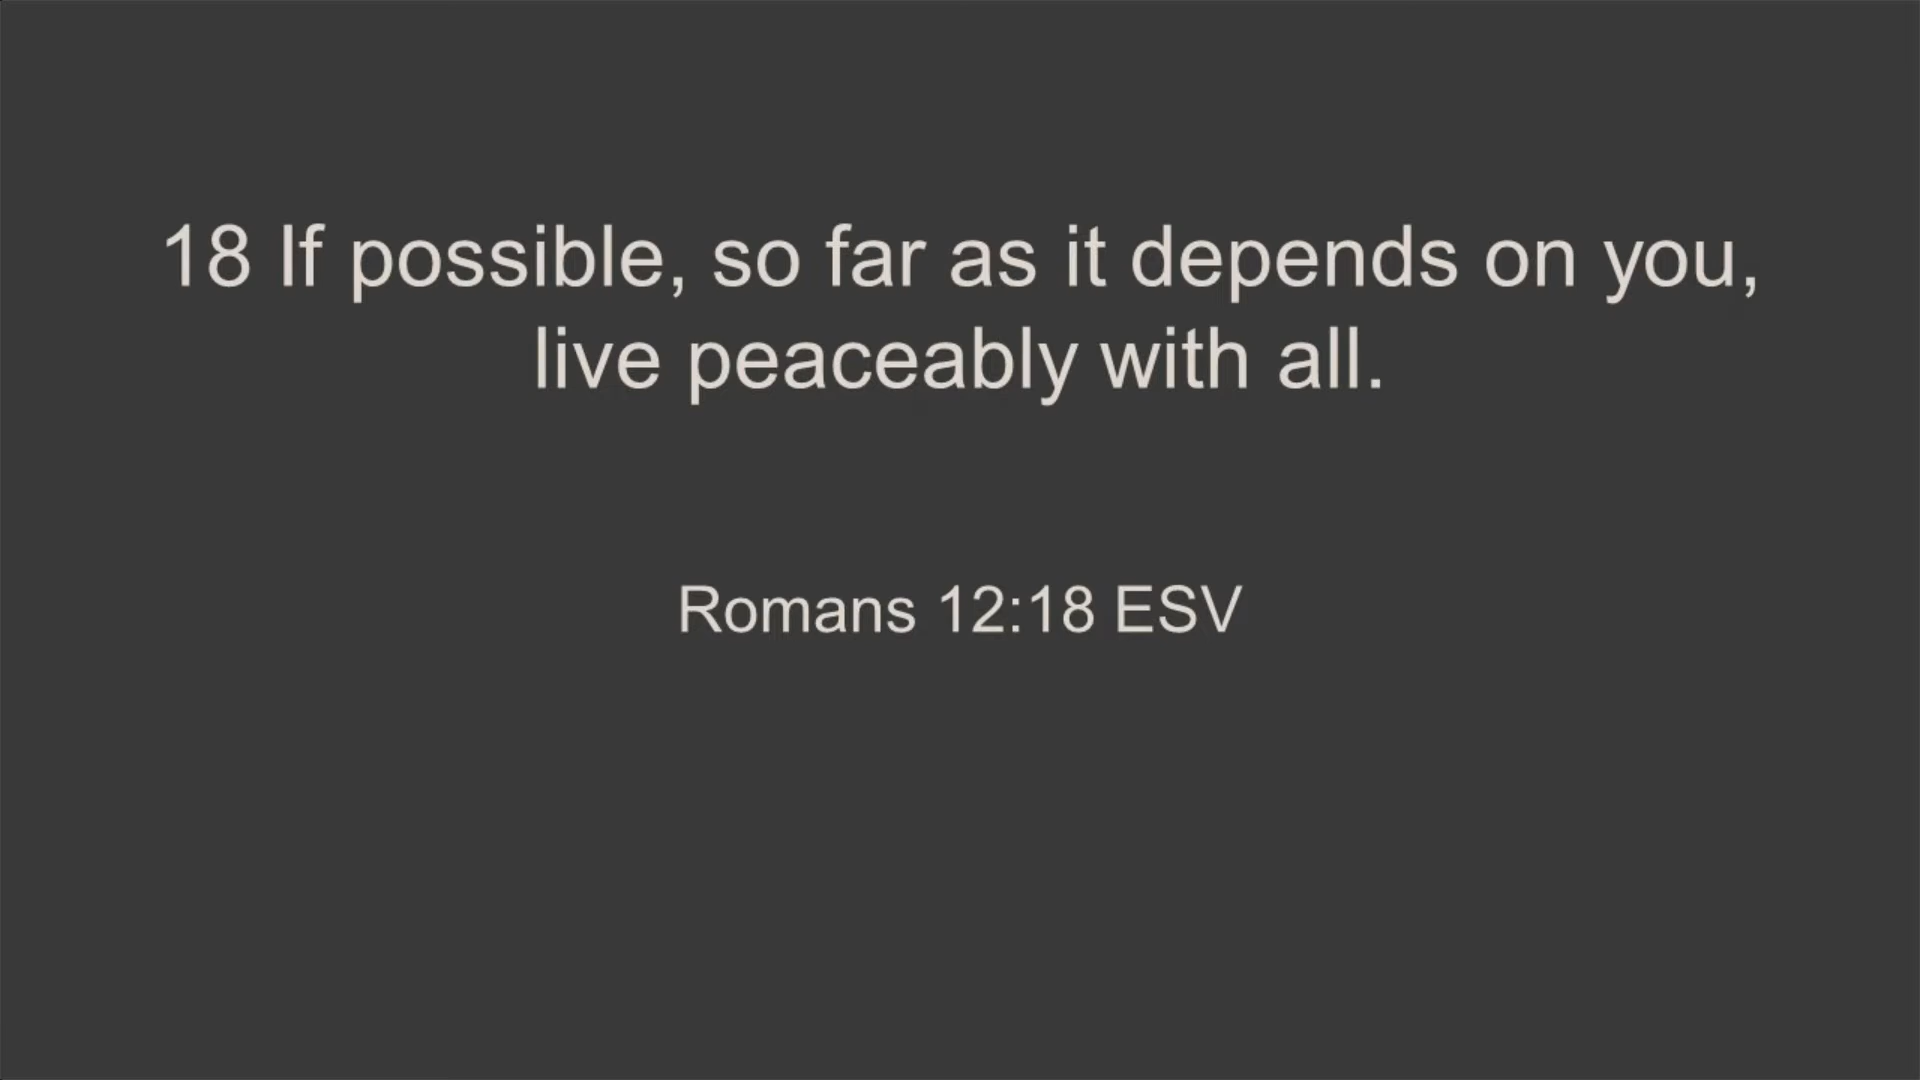 18 If possible, so far as it depends on you,
live peaceably with all.
Romans 12:18 ESV